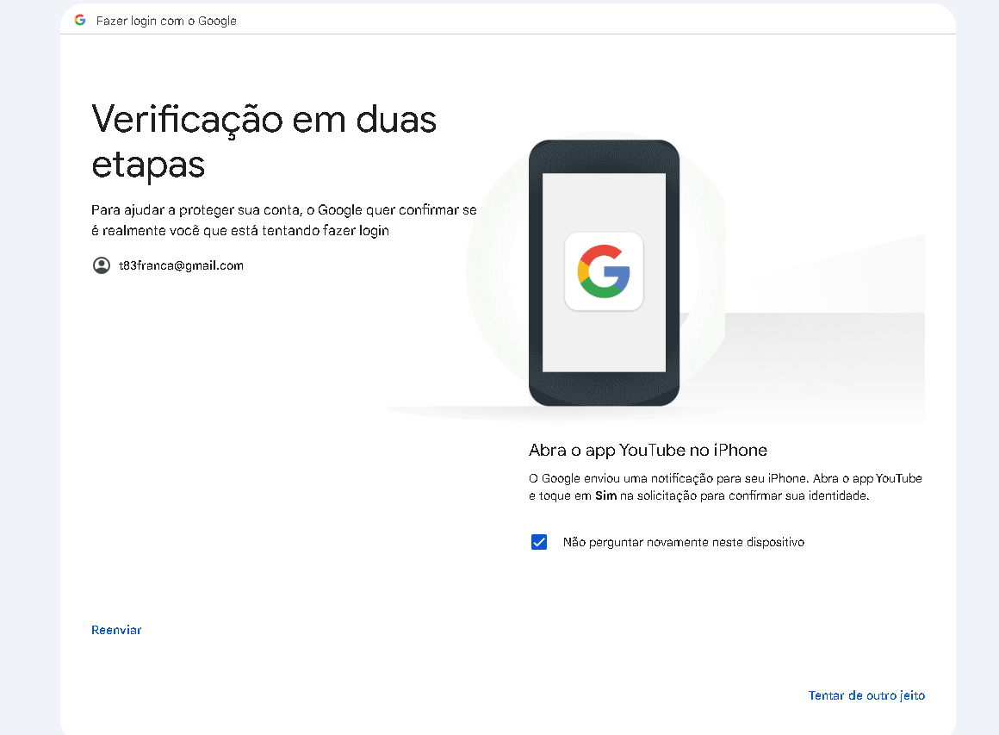 Fazer login com o Google
Verificação em duas
etapas
Para ajudar a proteger sua conta, o Google quer confirmar se
é realmente você que está tentando fazer login
t83franca@gmail.com
Abra o app YouTube no iPhone
O Google enviou uma notificação para seu iPhone. Abra o app YouTube
e toque em Sim na solicitação para confirmar sua identidade.
Não perguntar novamente neste dispositivo
Reenviar
Tentar de outro jeito